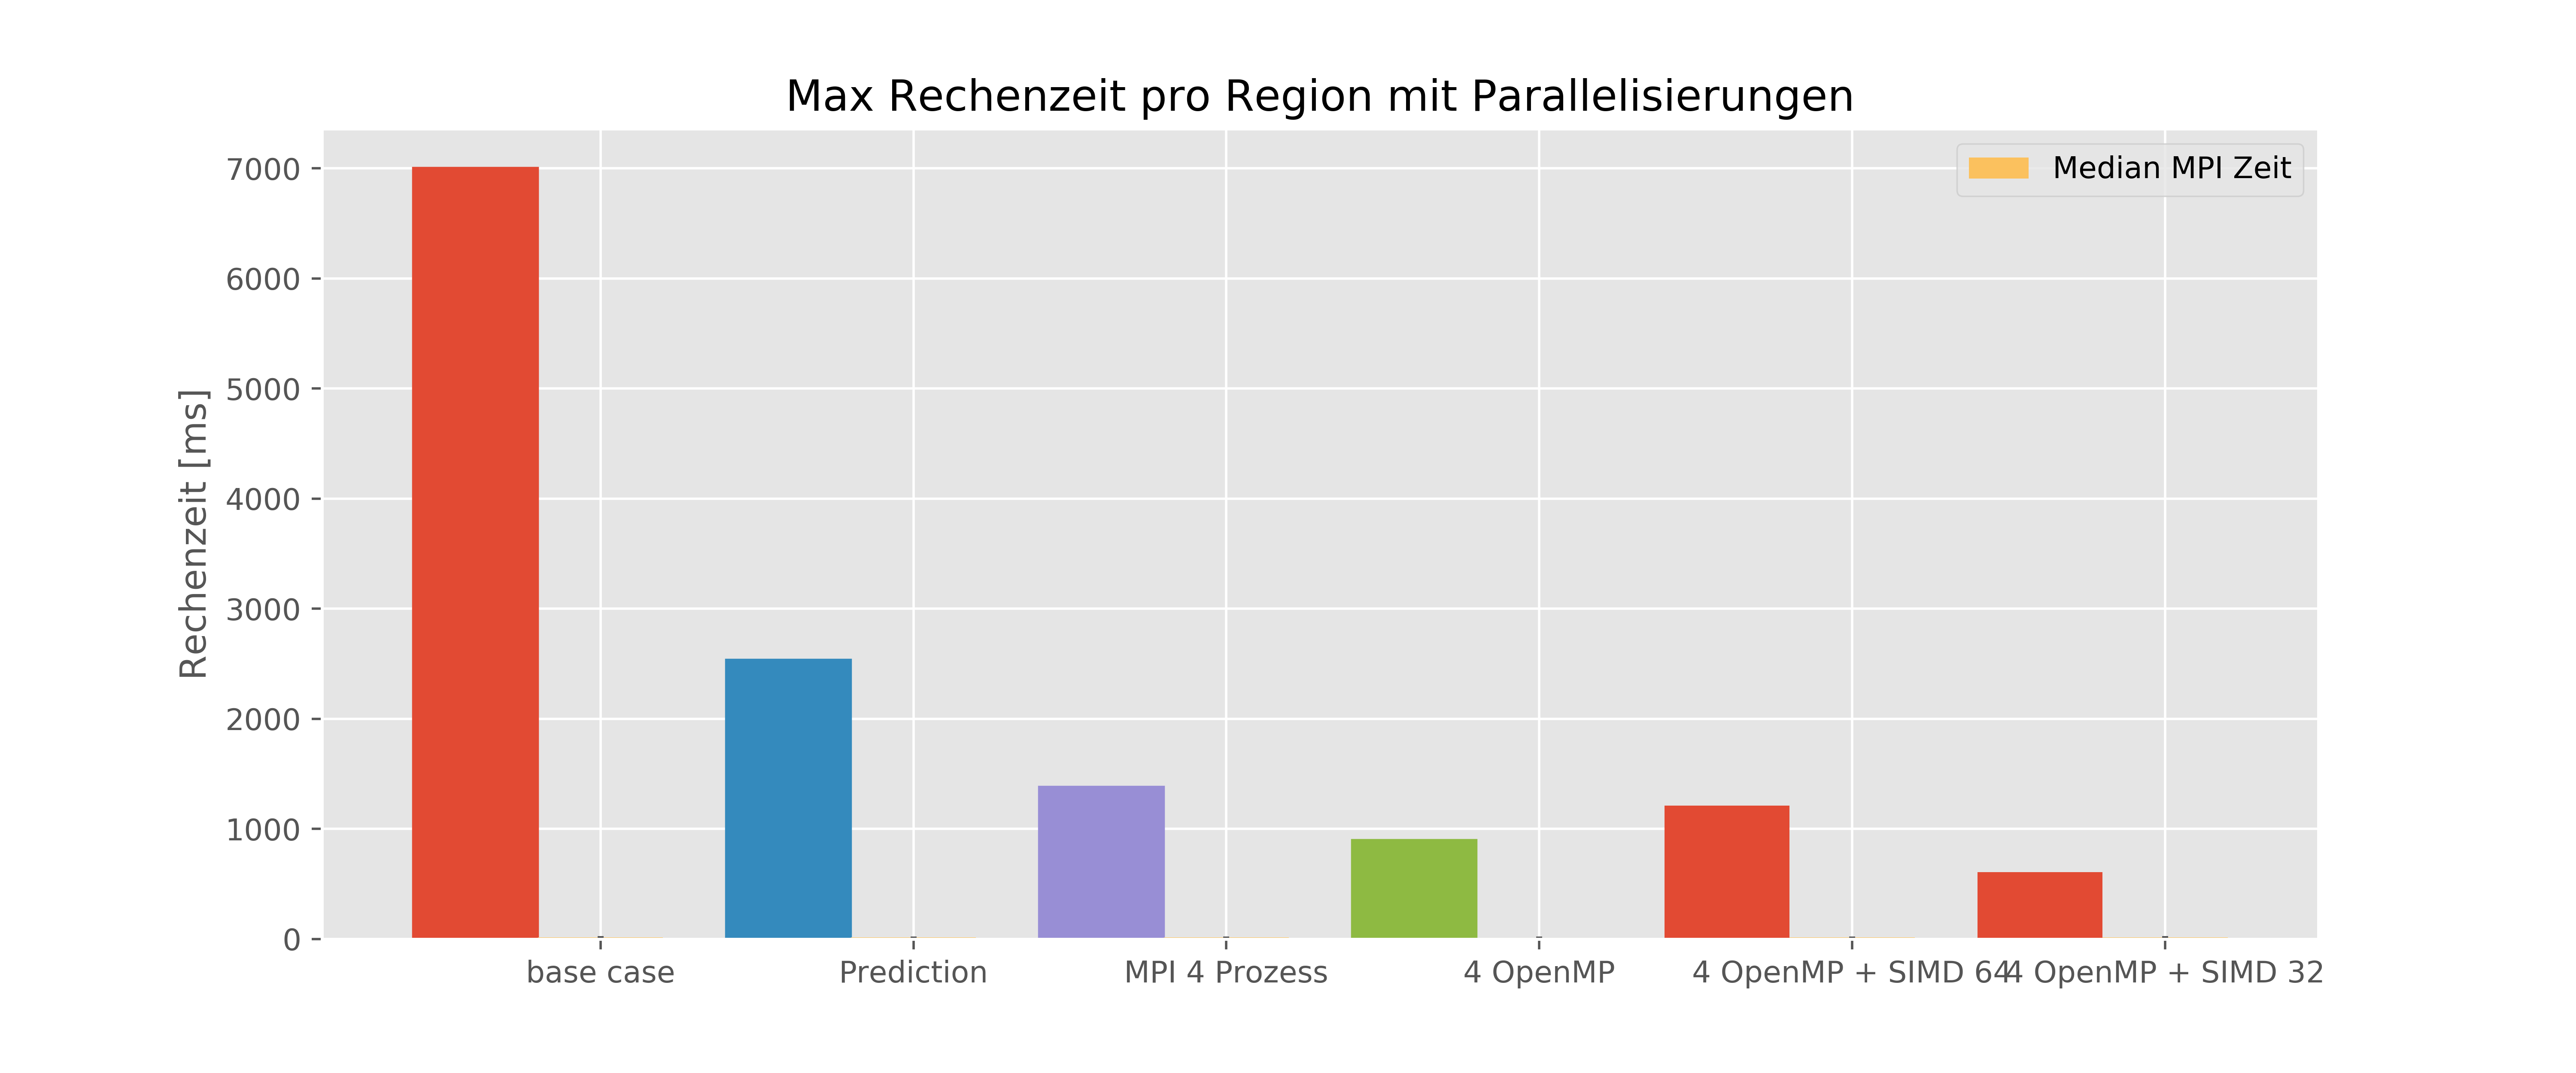 Max Rechenzeit pro Region mit Parallelisierungen
Median MPI Zeit
Rechenzeit [ms]
7000
6000
5000
4000
3000
2000
1000
0
base case
Prediction
MPI 4 Prozess
4 OpenMP
4 OpenMP + SIMD 64
4 OpenMP + SIMD 32